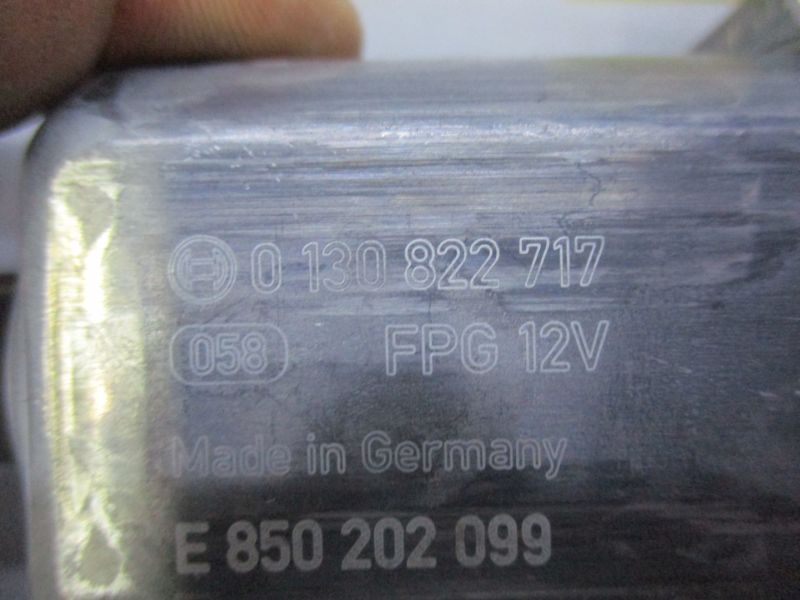 0 130 822 717
058 FPG 12V
Made in Germany
E 850 202 099